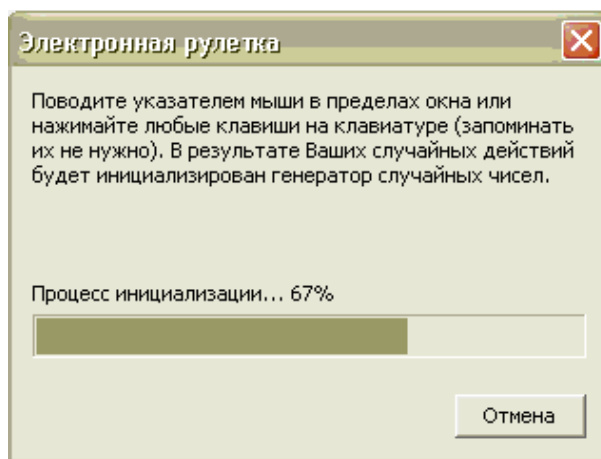 Электронная рулетка
Поводите указателем мыши в пределах окна или
нажимайте любые клавиши на клавиатуре (запоминать
их не нужно). В результате Ваших случайных действий
будет инициализирован генератор случайных чисел.
Процесс инициализации... 67%
Отмена